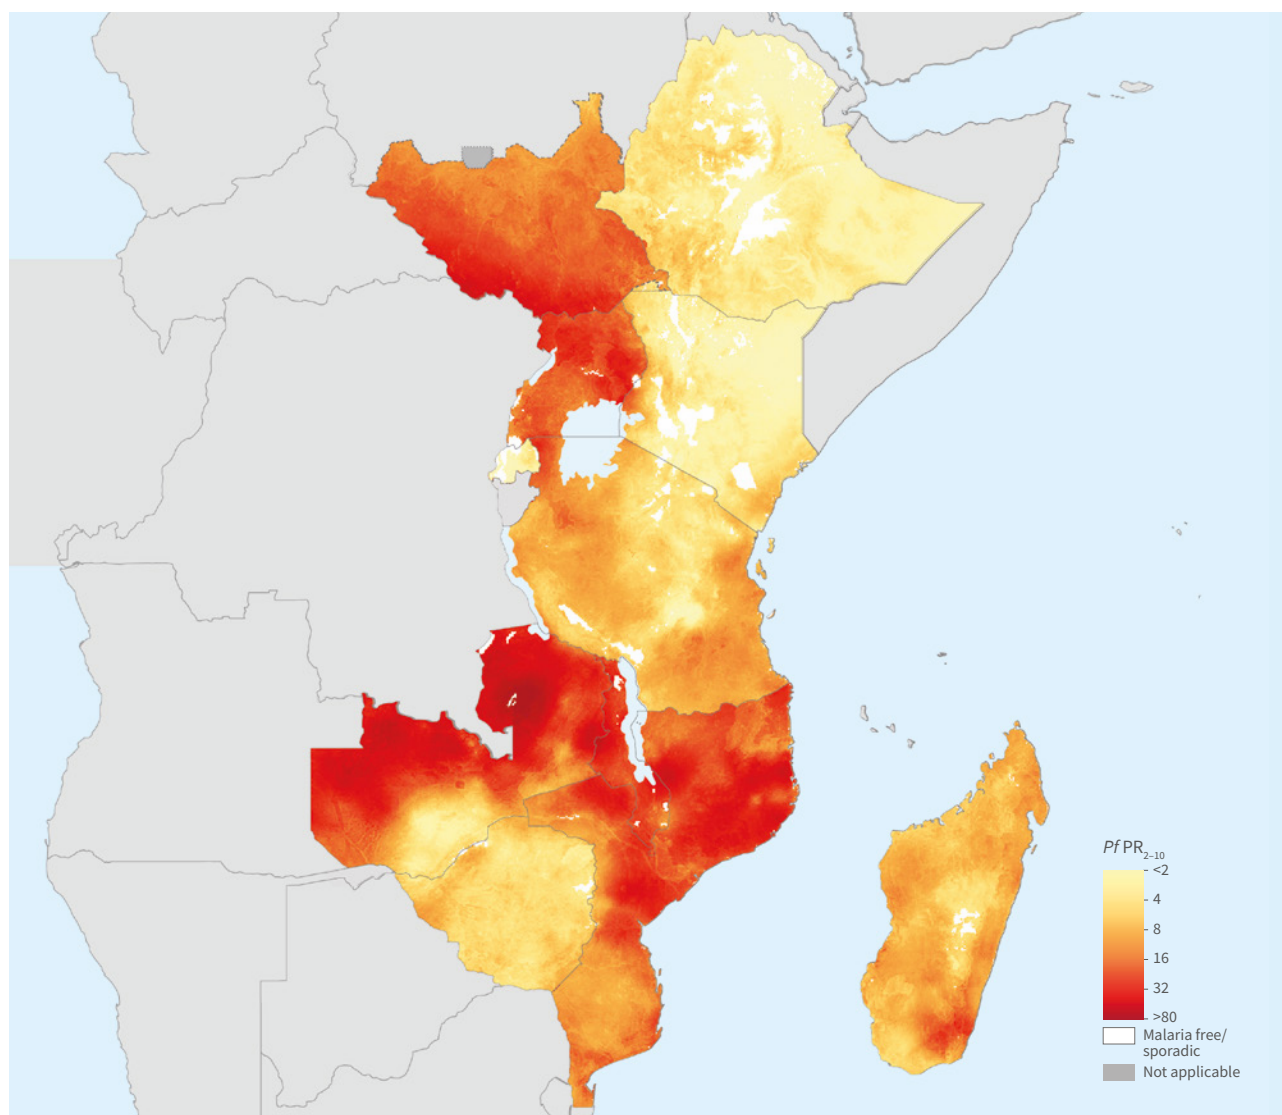 Pf PR2–10
<2
4
8
16
32
>80
Malaria free/
sporadic
Not applicable